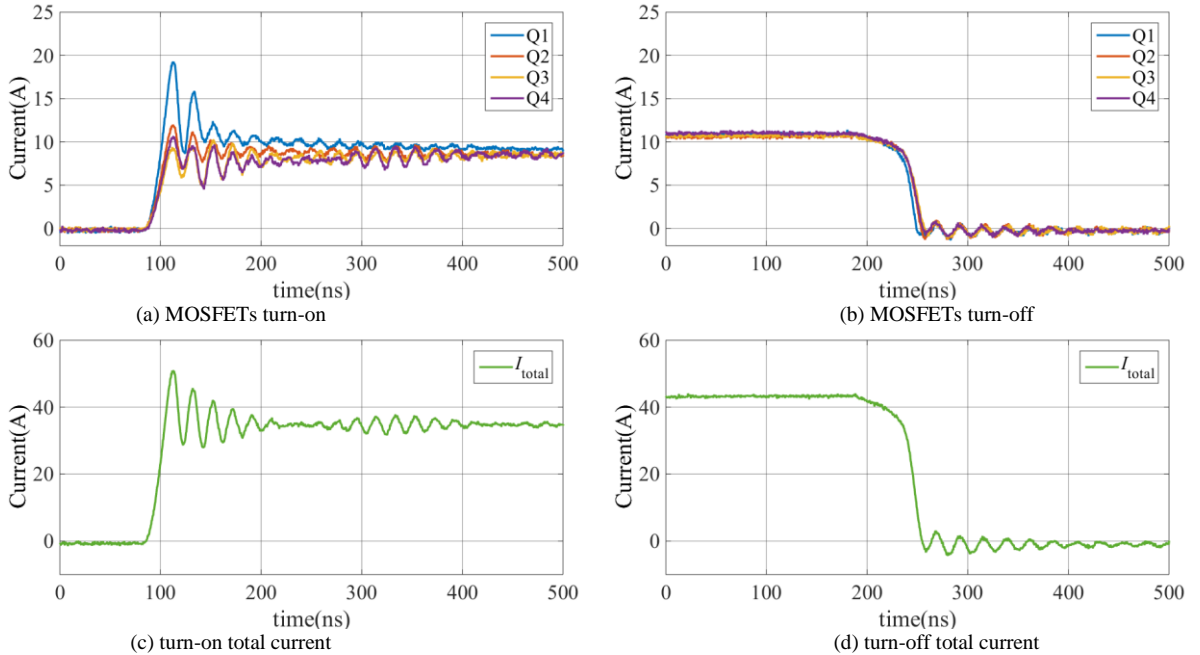 25
20
15
10
5
0
Current(A)
Q1
Q2
Q3
Q4
0 100 200 300 400 500
time(ns)
(a) MOSFETs turn-on
25
20
15
10
5
0
Current(A)
Q1
Q2
Q3
Q4
0 100 200 300 400 500
time(ns)
(b) MOSFETs turn-off
60
40
20
0
Current(A)
I_total
0 100 200 300 400 500
time(ns)
(c) turn-on total current
60
40
20
0
Current(A)
I_total
0 100 200 300 400 500
time(ns)
(d) turn-off total current